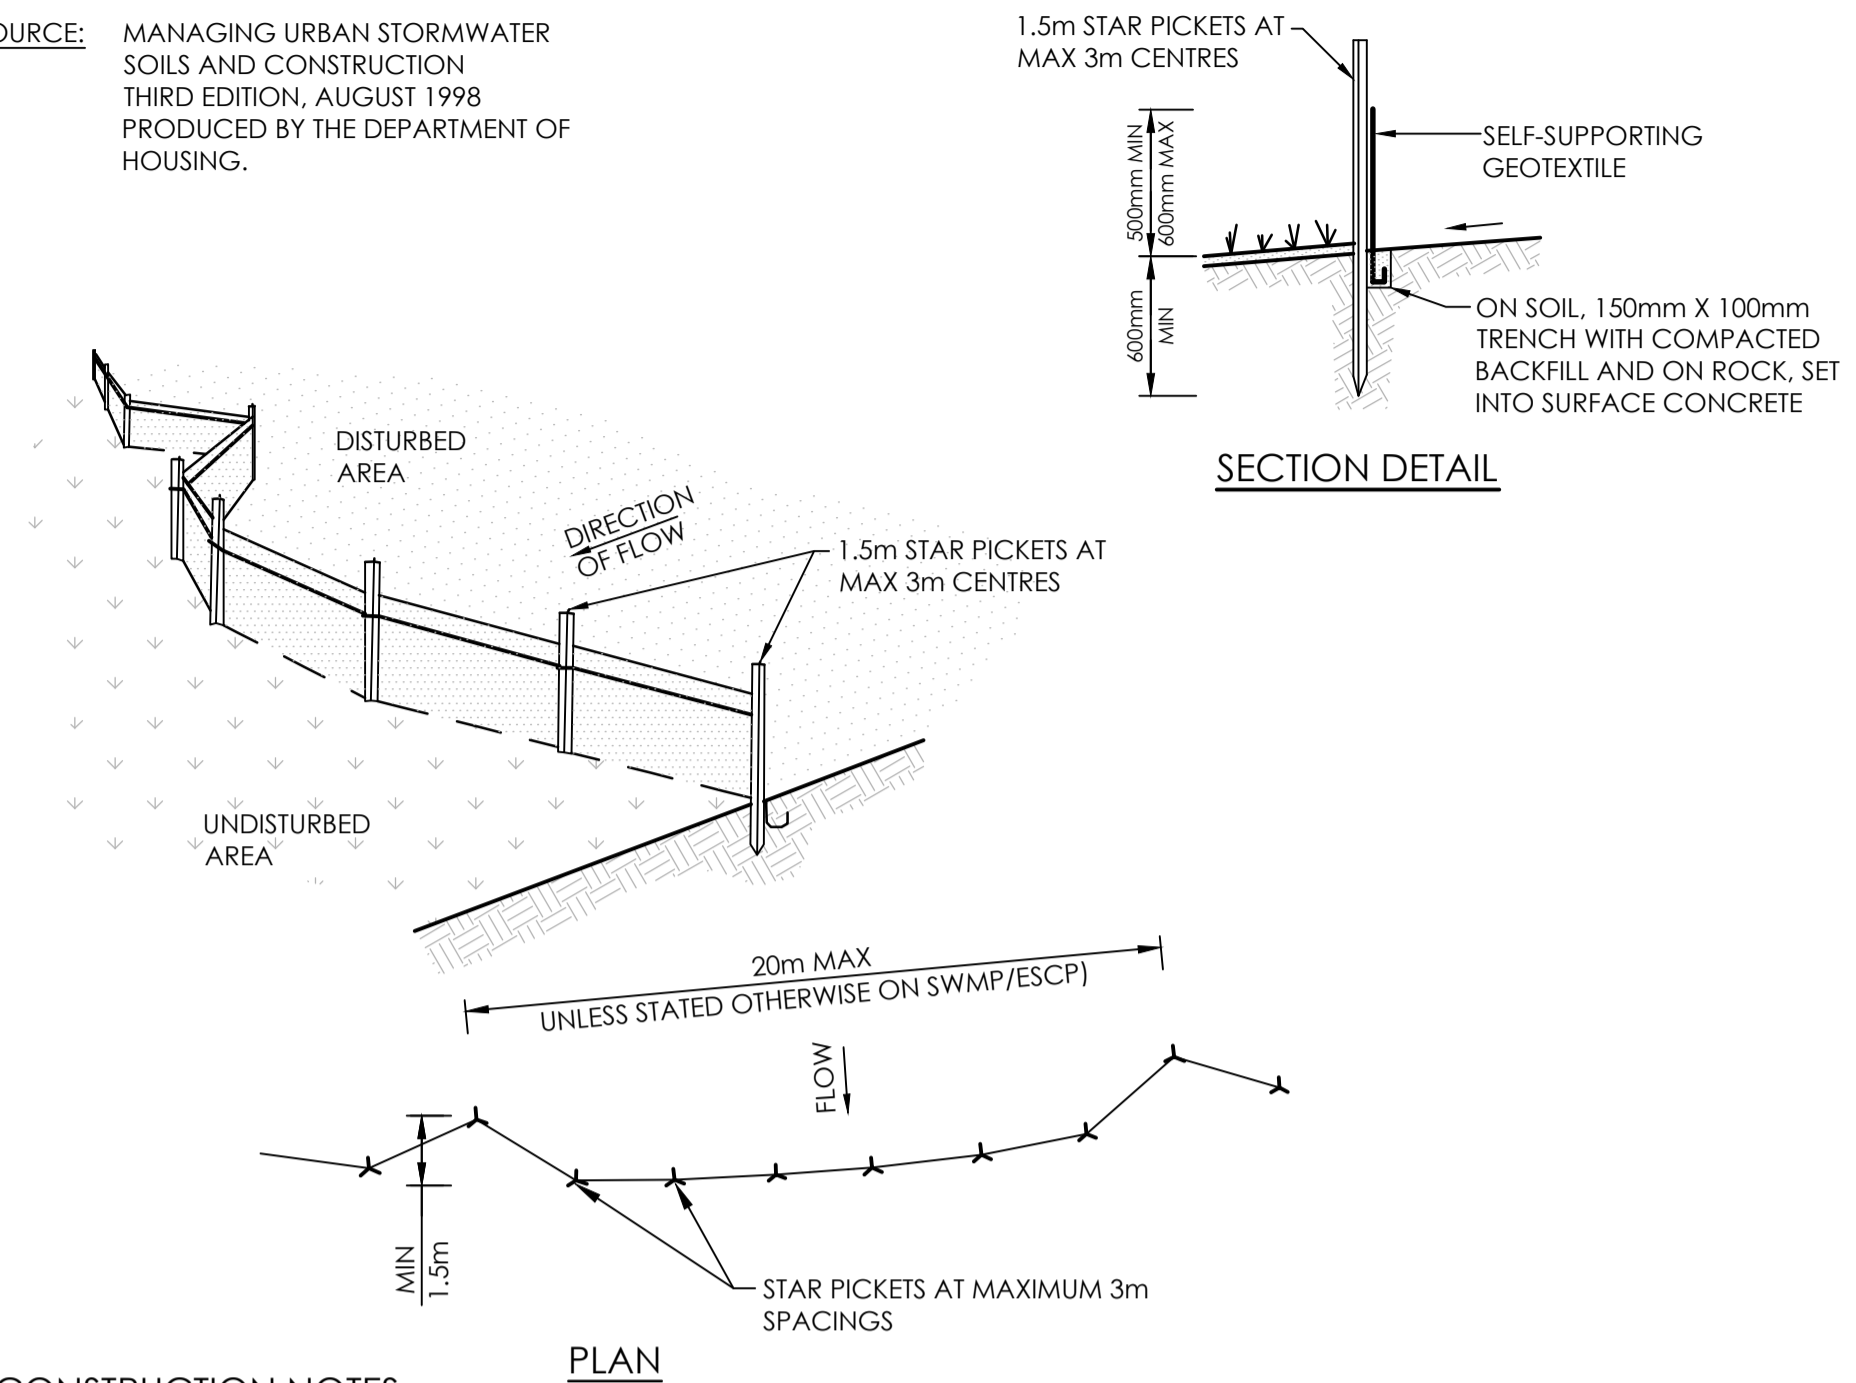 OURCE: MANAGING URBAN STORMWATER
SOILS AND CONSTRUCTION
THIRD EDITION, AUGUST 1998
PRODUCED BY THE DEPARTMENT OF
HOUSING.
1.5m STAR PICKETS AT
MAX 3m CENTRES
500mm MIN
600mm MAX
600mm
MIN
SELF-SUPPORTING
GEOTEXTILE
ON SOIL, 150mm X 100mm
TRENCH WITH COMPACTED
BACKFILL AND ON ROCK, SET
INTO SURFACE CONCRETE
SECTION DETAIL
DISTURBED
AREA
DIRECTION
OF FLOW
1.5m STAR PICKETS AT
MAX 3m CENTRES
UNDISTURBED
AREA
20m MAX
UNLESS STATED OTHERWISE ON SWMP/ESCP)
FLOW
MIN
1.5m
STAR PICKETS AT MAXIMUM 3m
SPACINGS
PLAN
CONSTRUCTION NOTES